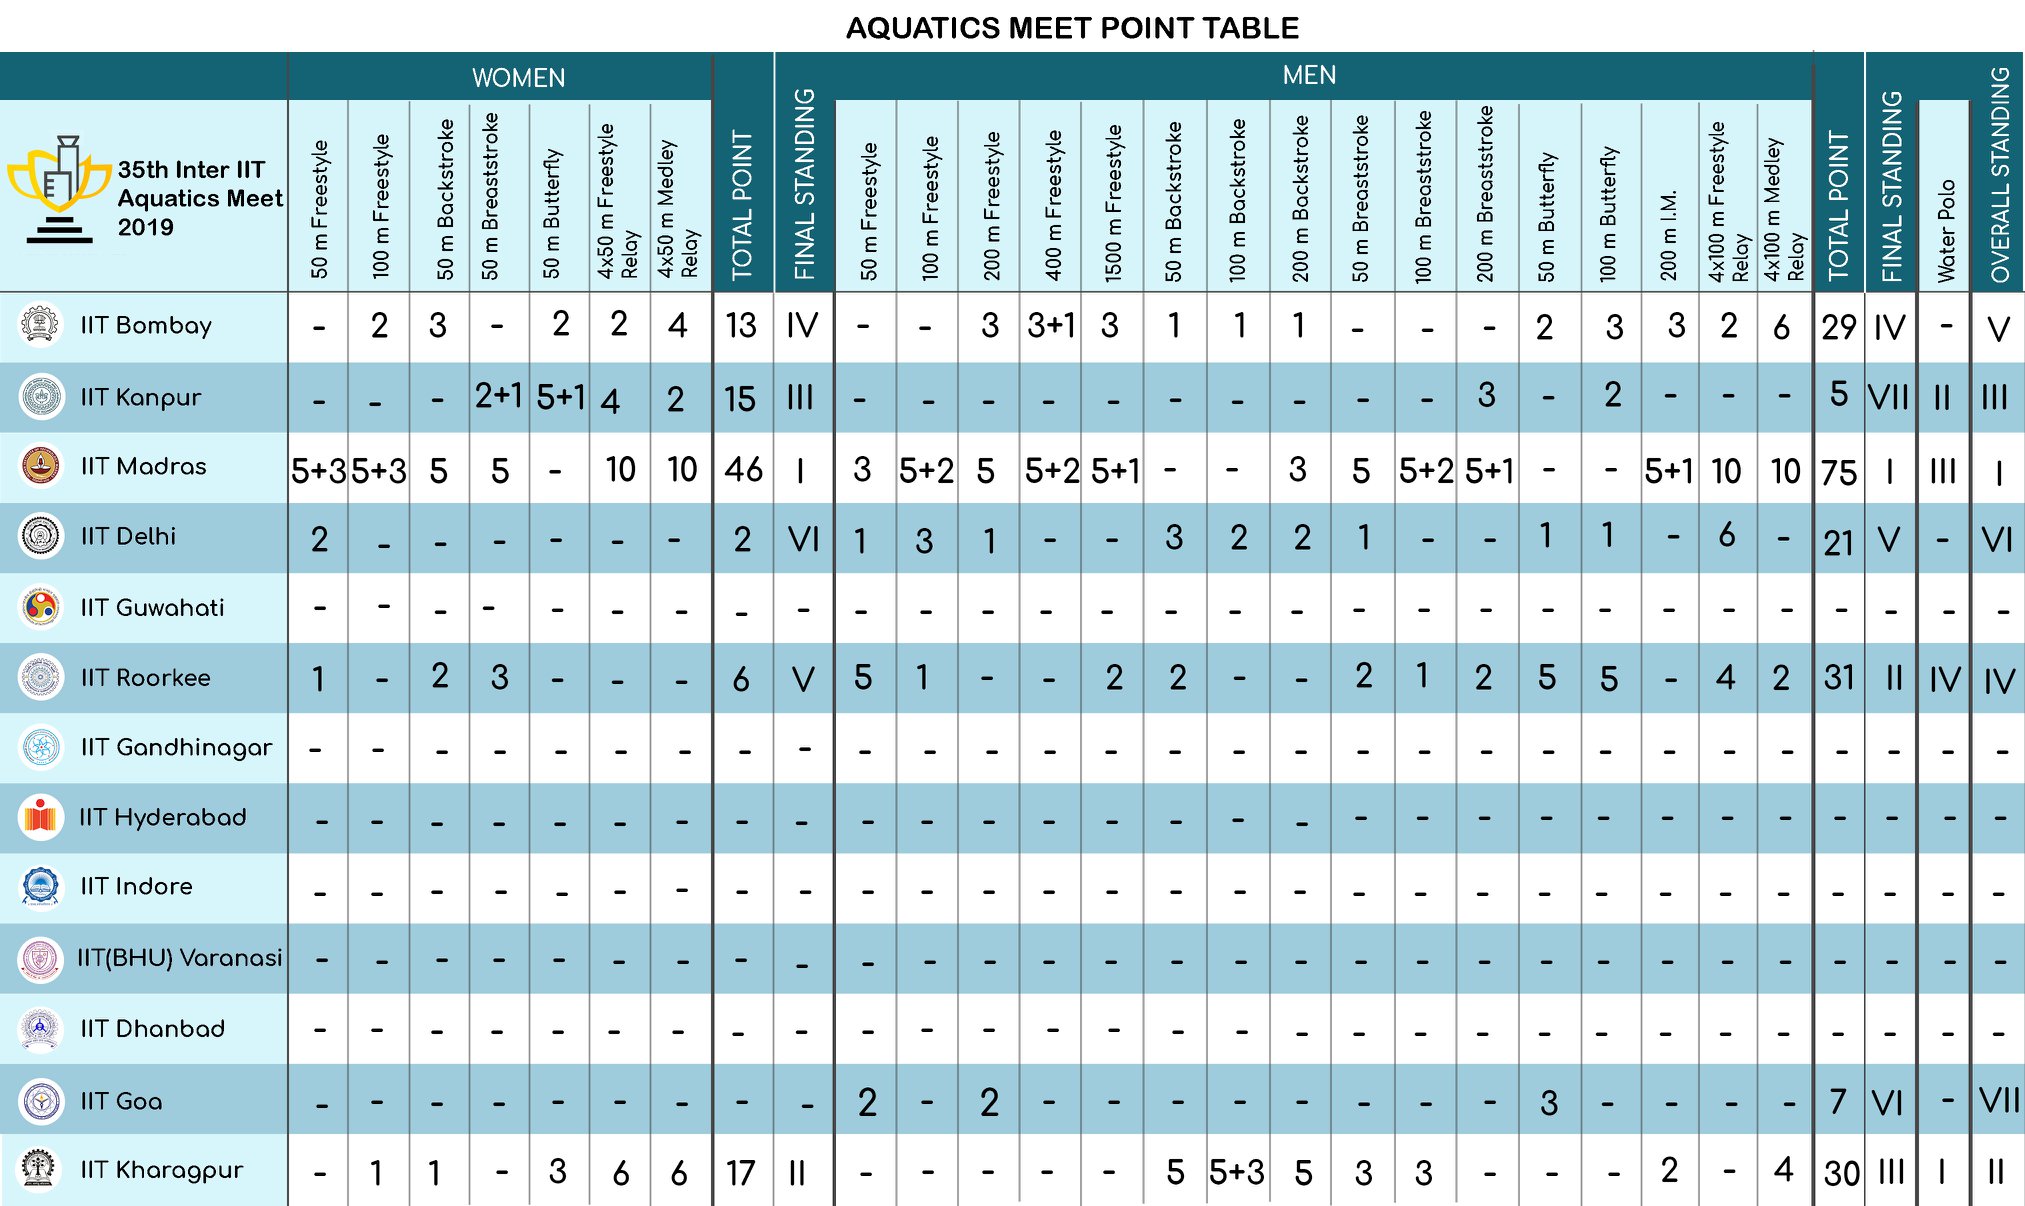 AQUATICS MEET POINT TABLE
WOMEN MEN
35th Inter IIT
Aquatics Meet
2019
50 m Freestyle
100 m Freestyle
50 m Backstroke
50 m Breaststroke
50 m Butterfly
4x50 m Freestyle
Relay
4x50 m Medley
Relay
TOTAL POINT
FINAL STANDING
50 m Freestyle
100 m Freestyle
200 m Freestyle
400 m Freestyle
1500 m Freestyle
50 m Backstroke
100 m Backstroke
200 m Backstroke
50 m Breaststroke
100 m Breaststroke
200 m Breaststroke
50 m Butterfly
100 m Butterfly
200 m I.M.
4x100 m Freestyle
Relay
4x100 m Medley
Relay
TOTAL POINT
FINAL STANDING
Water Polo
OVERALL STANDING
IIT Bombay - 2 3 - 2 2 4 13 IV - - 3 3+1 3 1 1 1 - - - 2 3 3 2 6 29 IV - V
IIT Kanpur - - - 2+1 5+1 4 2 15 III - - - - - - - - - - 3 - 2 - - - 5 VII II III
IIT Madras 5+3 5+3 5 5 - 10 10 46 I 3 5+2 5 5+2 5+1 - - 3 5 5+2 5+1 - - 5+1 10 10 75 I III I
IIT Delhi 2 - - - - - - 2 VI 1 3 1 - - 3 2 2 1 - - 1 1 - 6 - 21 V - VI
IIT Guwahati - - - - - - - - - - - - - - - - - - - - - - - - - - - - -
IIT Roorkee 1 - 2 3 - - - 6 V 5 1 - - 2 2 - - 2 1 2 5 5 - 4 2 31 II IV IV
IIT Gandhinagar - - - - - - - - - - - - - - - - - - - - - - - - - - - - -
IIT Hyderabad - - - - - - - - - - - - - - - - - - - - - - - - - - - - -
IIT Indore - - - - - - - - - - - - - - - - - - - - - - - - - - - - -
IIT(BHU) Varanasi - - - - - - - - - - - - - - - - - - - - - - - - - - - - -
IIT Dhanbad - - - - - - - - - - - - - - - - - - - - - - - - - - - - -
IIT Goa - - - - - - - - - 2 - 2 - - - - - - - - 3 - - - - 7 VI - VII
IIT Kharagpur - 1 1 - 3 6 6 17 II - - - - - 5 5+3 5 3 3 - - - 2 - 4 30 III I II